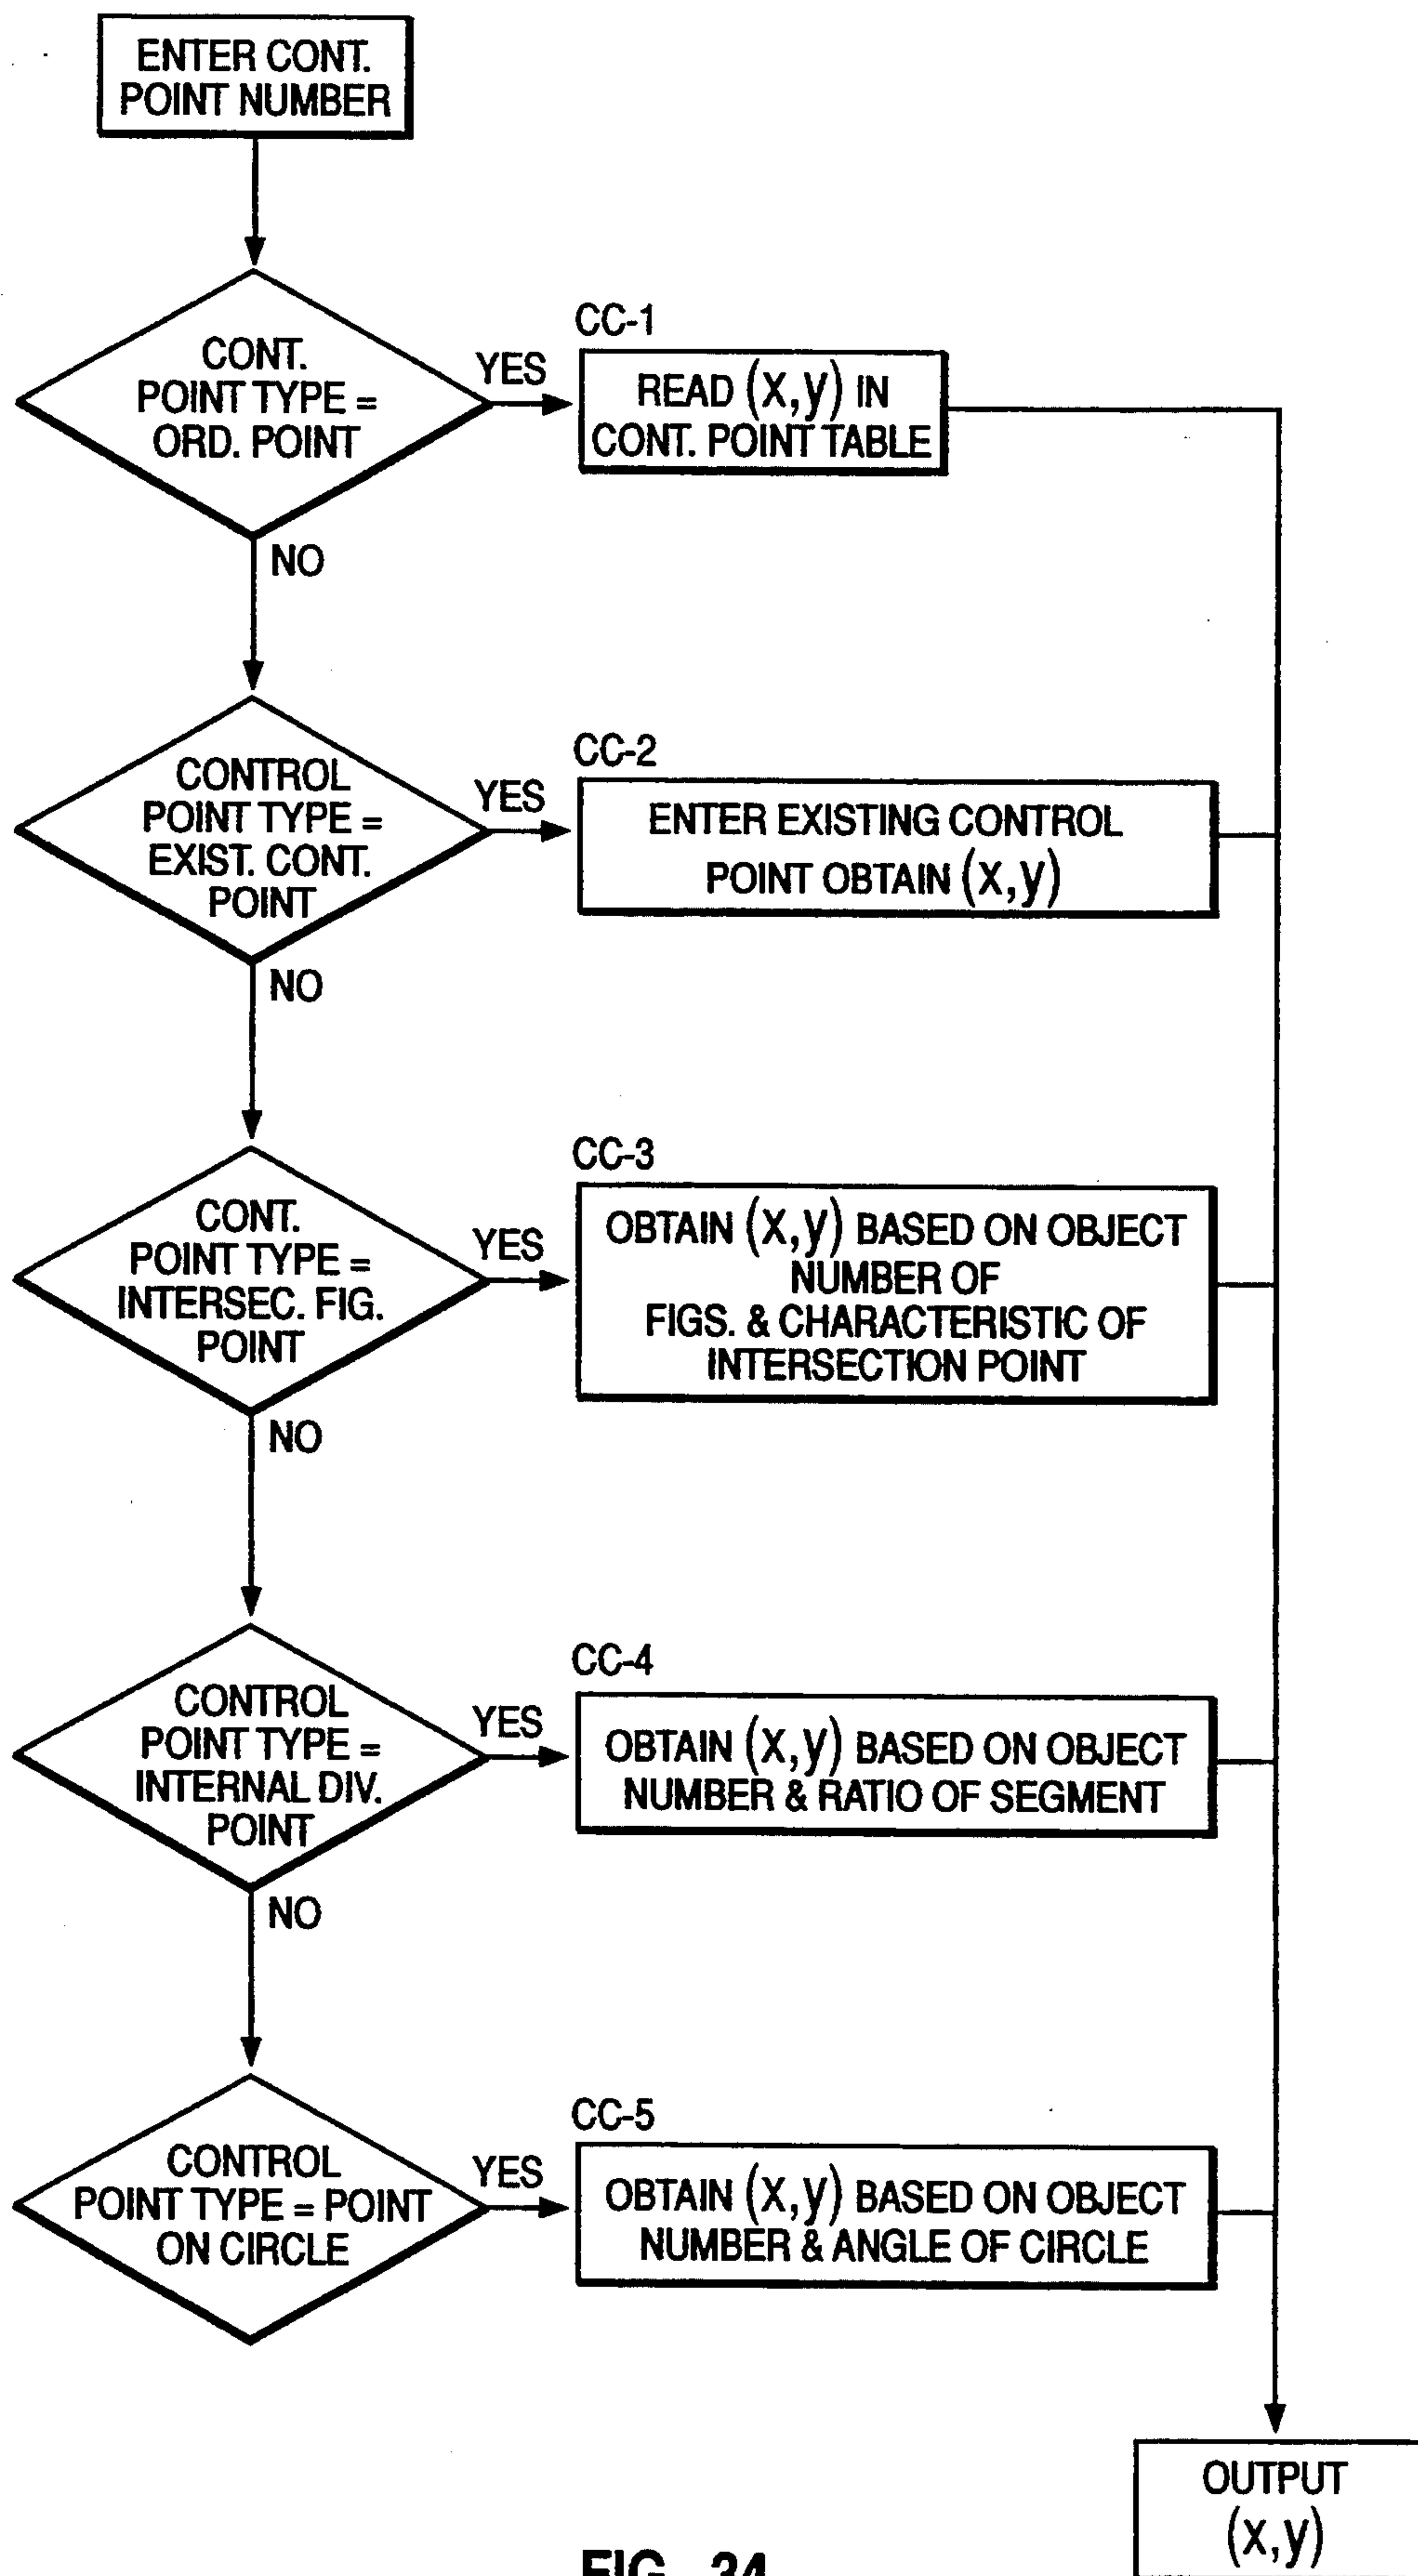 ENTER CONT.
POINT NUMBER
CONT.
POINT TYPE =
ORD. POINT
YES
CC-1
READ (x,y) IN
CONT. POINT TABLE
NO
CONTROL
POINT TYPE =
EXIST. CONT.
POINT
YES
CC-2
ENTER EXISTING CONTROL
POINT OBTAIN (x,y)
NO
CONT.
POINT TYPE =
INTERSEC. FIG.
POINT
YES
CC-3
OBTAIN (x,y) BASED ON OBJECT
NUMBER OF
FIGS. & CHARACTERISTIC OF
INTERSECTION POINT
NO
CONTROL
POINT TYPE =
INTERNAL DIV.
POINT
YES
CC-4
OBTAIN (x,y) BASED ON OBJECT
NUMBER & RATIO OF SEGMENT
NO
CONTROL
POINT TYPE = POINT
ON CIRCLE
YES
CC-5
OBTAIN (x,y) BASED ON OBJECT
NUMBER & ANGLE OF CIRCLE
OUTPUT
(x,y)
FIG. 34